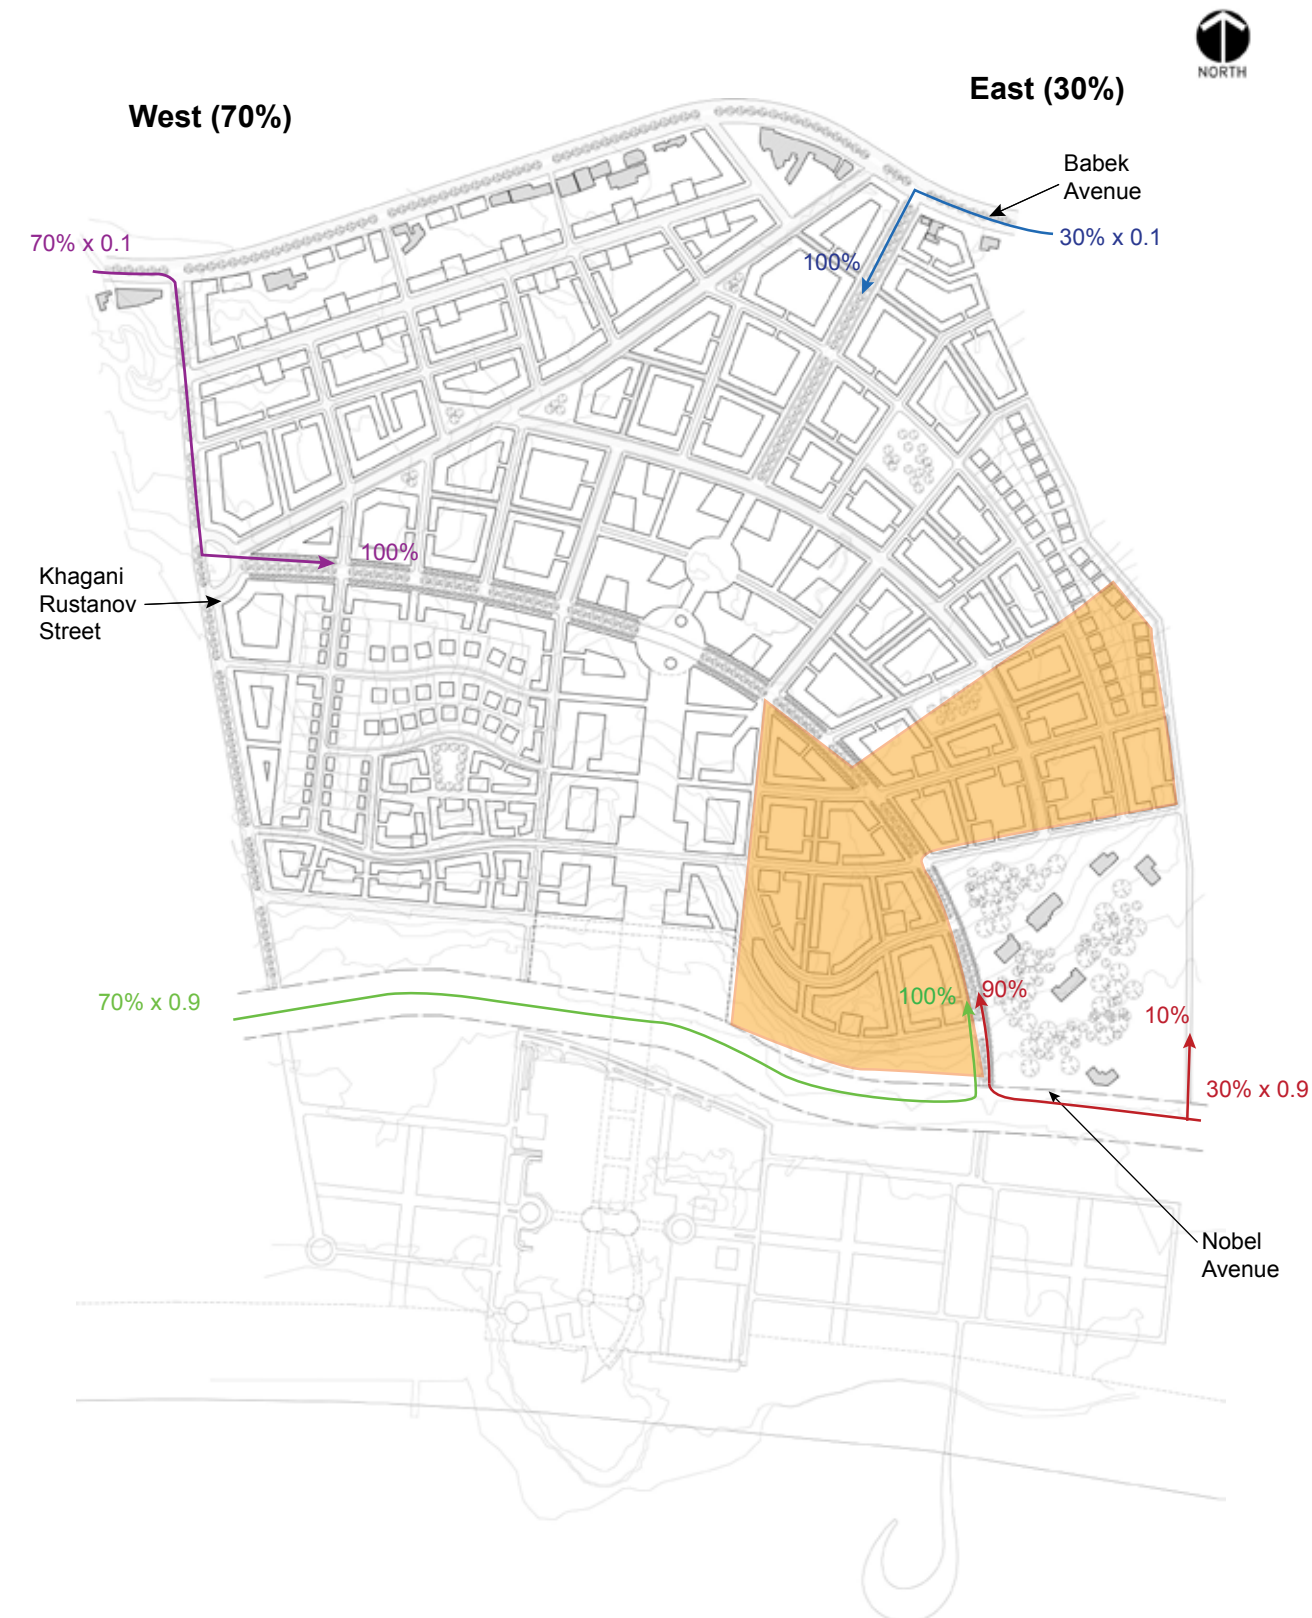 NORTH
East (30%)
West (70%)
Babek
Avenue
70% x 0.1
30% x 0.1
100%
100%
Khagani
Rustanov
Street
70% x 0.9
100%
90%
10%
30% x 0.9
Nobel
Avenue